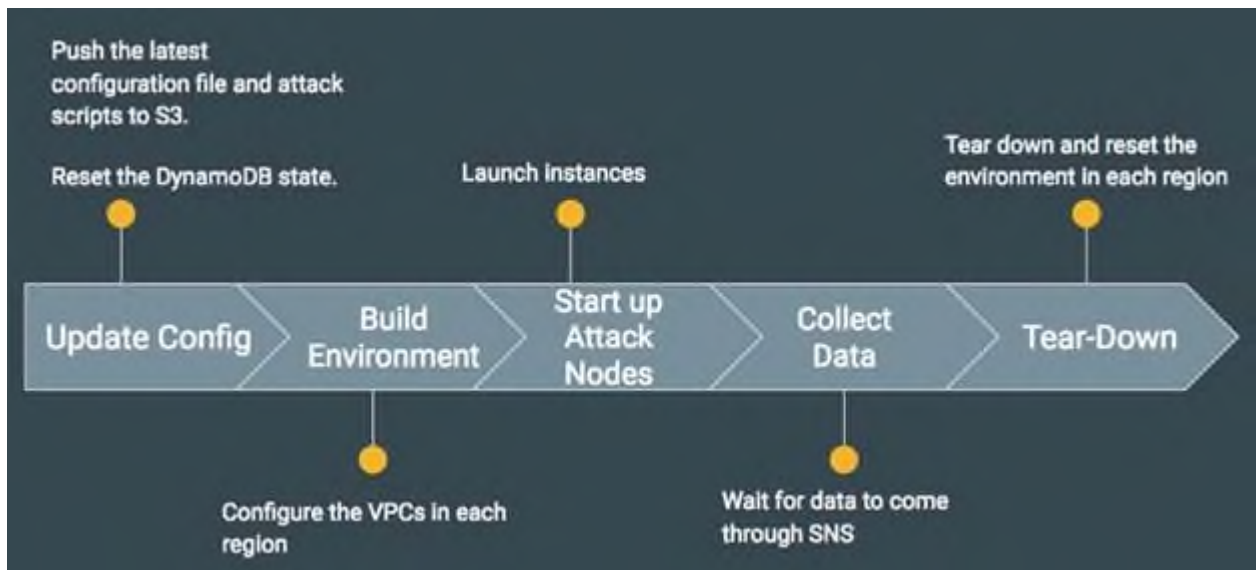 Push the latest
configuration file and attack
scripts to S3.
Reset the DynamoDB state.
Launch Instances
Tear down and reset the
environment in each region
Update Config
Build
Environment
Start up
Attack
Nodes
Collect
Data
Tear-Down
Configure the VPCs in each
region
Wait for data to come
through SNS